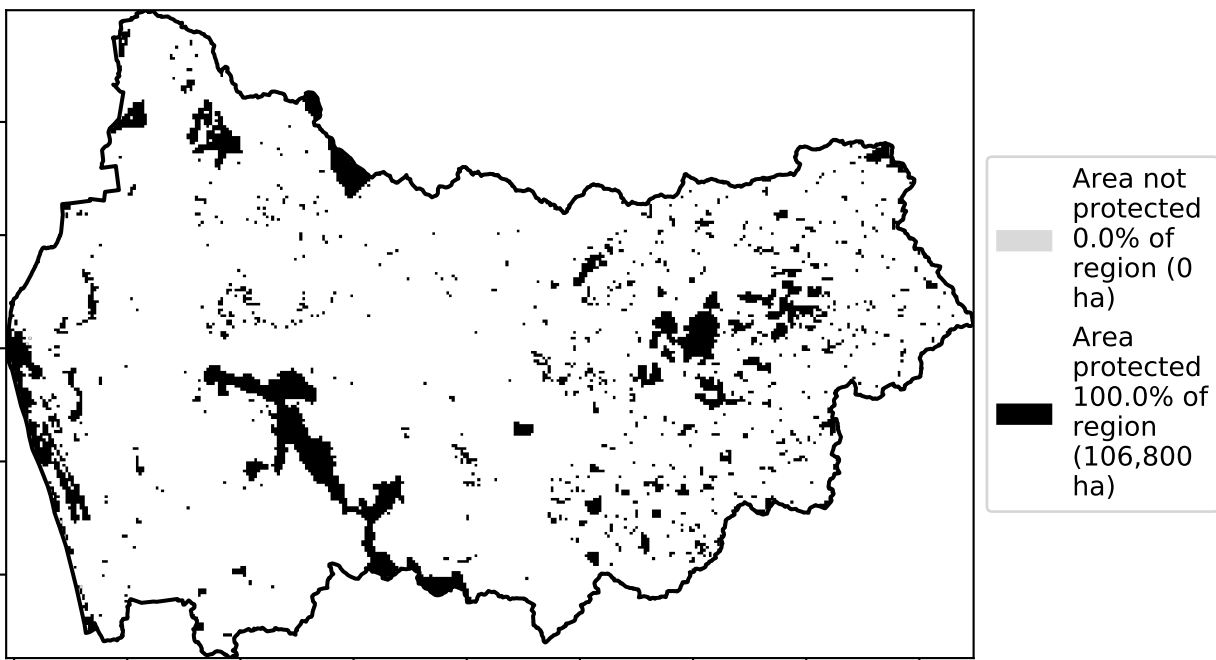 Area not
protected
0.0% of
region (0
ha)
Area
protected
100.0% of
region
(106,800
ha)